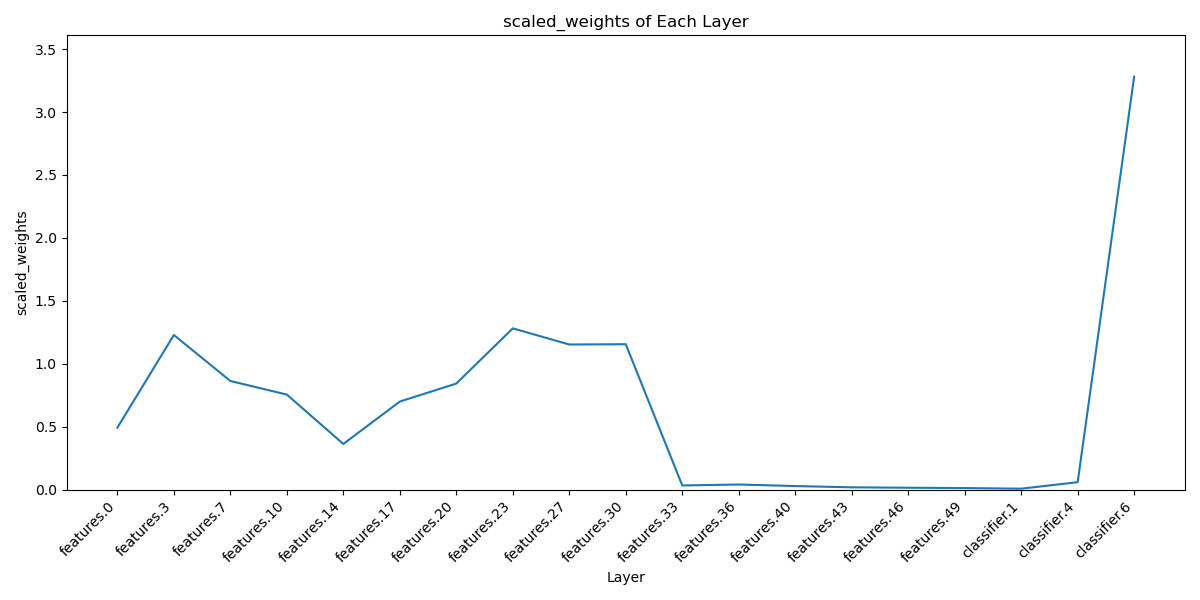 scaled_weights of Each Layer
3.5
3.0
2.5
2.0
1.5
1.0
0.5
0.0
scaled_weights
features.0
features.3
features.7
features.10
features.14
features.17
features.20
features.23
features.27
features.30
features.33
features.36
features.40
features.43
features.46
features.49
classifier.1
classifier.4
classifier.6
Layer